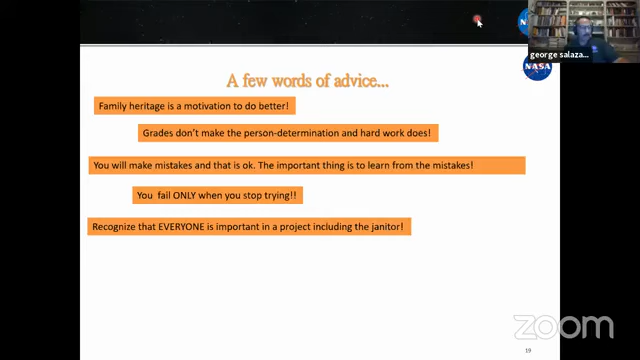 NASA
george salaza...
NASA
A few words of advice...
Family heritage is a motivation to do better!
Grades don't make the person-determination and hard work does!
You will make mistakes and that is ok. The important thing is to learn from the mistakes!
You fail ONLY when you stop trying!!
Recognize that EVERYONE is important in a project including the janitor!
zoom
19